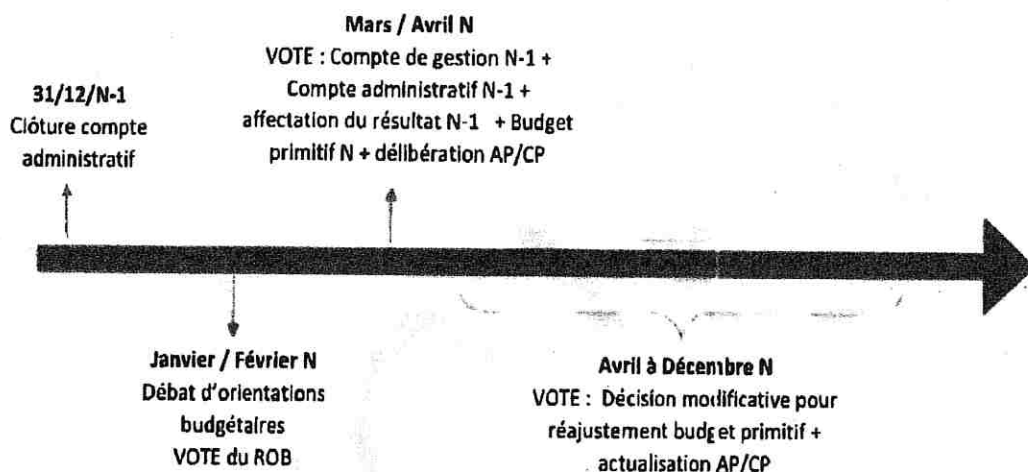 Mars / Avril N
VOTE : Compte de gestion N-1 +
Compte administratif N-1 +
affectation du résultat N-1 + Budget
primitif N + délibération AP/CP
31/12/N-1
Clôture compte
administratif
Janvier / Février N
Débat d'orientations
budgétaires
VOTE du ROB
Avril à Décembre N
VOTE : Décision modificative pour
réajustement budget primitif +
actualisation AP/CP